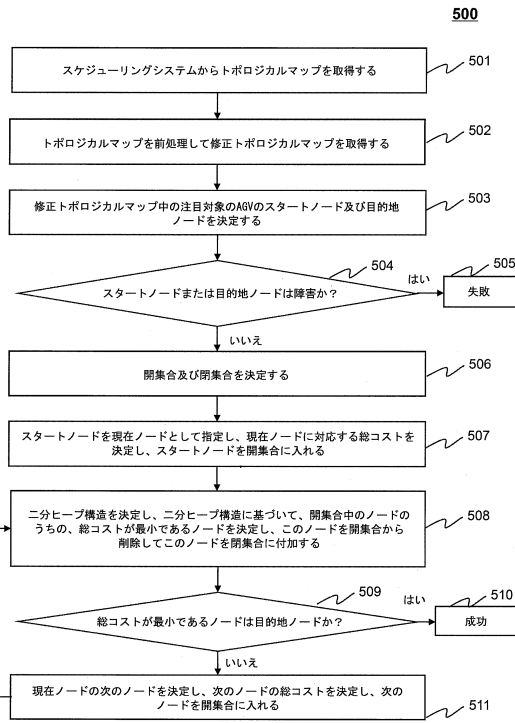 500
スケジューリングシステムからトポロジカルマップを取得する
501
トポロジカルマップを前処理して修正トポロジカルマップを取得する
502
修正トポロジカルマップ中の注目対象のAGVのスタートノード及び目的地
ノードを決定する
503
スタートノードまたは目的地ノードは障害か？
504
はい
505
失敗
いいえ
開集合及び閉集合を決定する
506
スタートノードを現在ノードとして指定し、現在ノードに対応する総コストを
決定し、スタートノードを開集合に入れる
507
二分ヒープ構造を決定し、二分ヒープ構造に基づいて、開集合中のノードの
うちの、総コストが最小であるノードを決定し、このノードを開集合から
削除してこのノードを閉集合に付加する
508
総コストが最小であるノードは目的地ノードか？
509
はい
510
成功
いいえ
現在ノードの次のノードを決定し、次のノードの総コストを決定し、次の
ノードを開集合に入れる
511